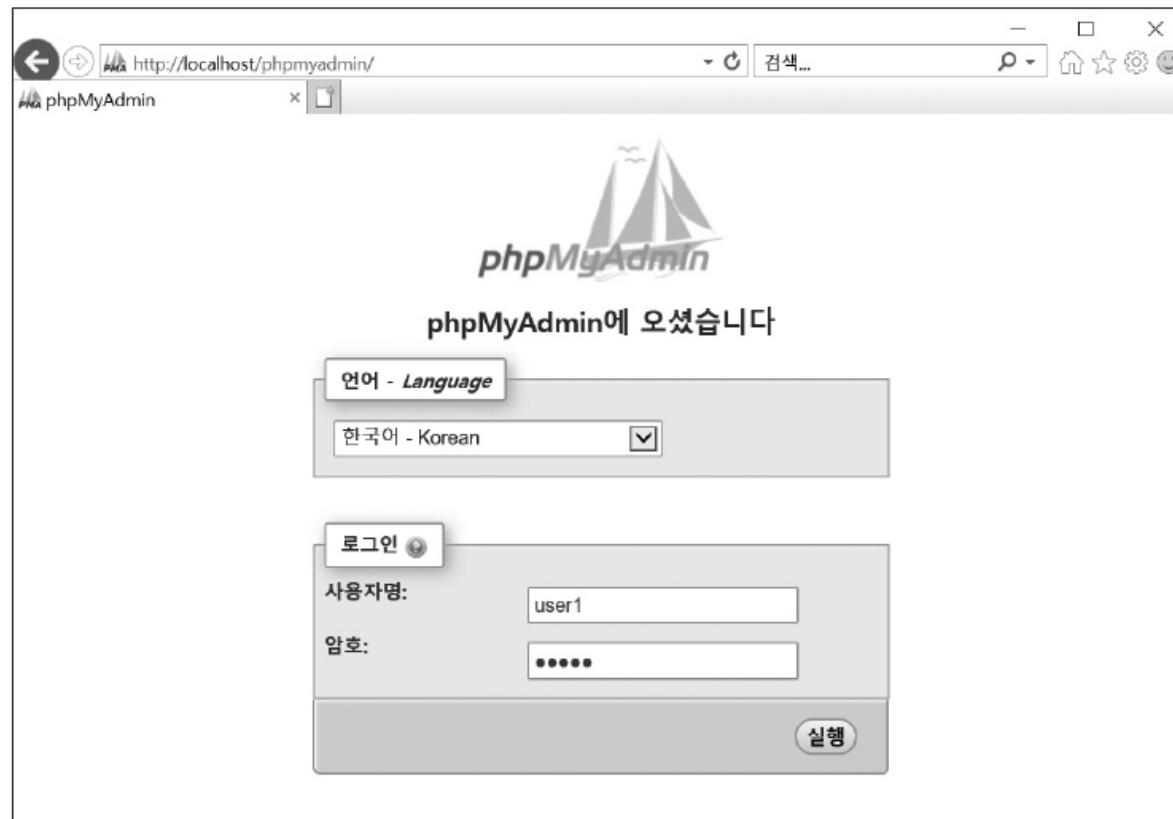 http://localhost/phpmyadmin/
검색...
phpMyAdmin
phpMyAdmin
phpMyAdmin에 오셨습니다
언어 - Language
한국어 - Korean
로그인
사용자명:
user1
암호:
실행